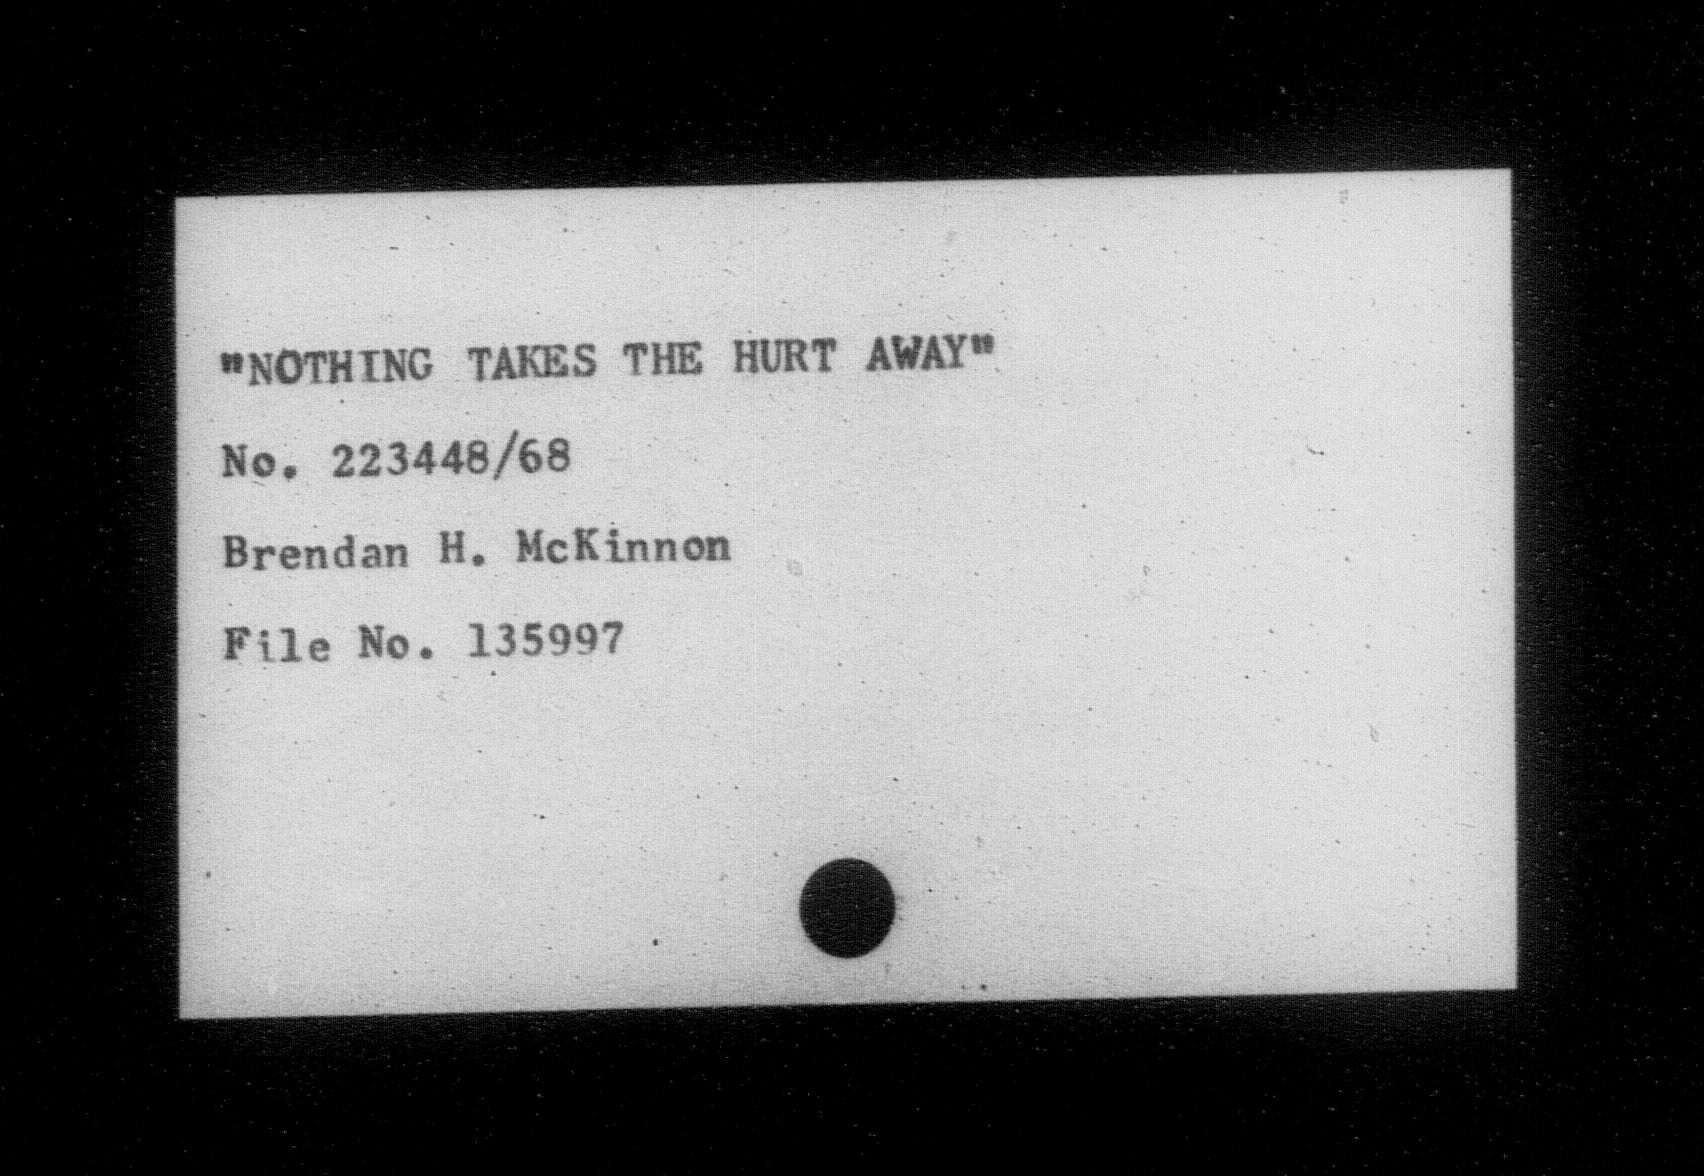 "NOTHING TAKES THE HURT AWAY"
No. 223448/68
Brendan H. McKinnon
File No. 135997